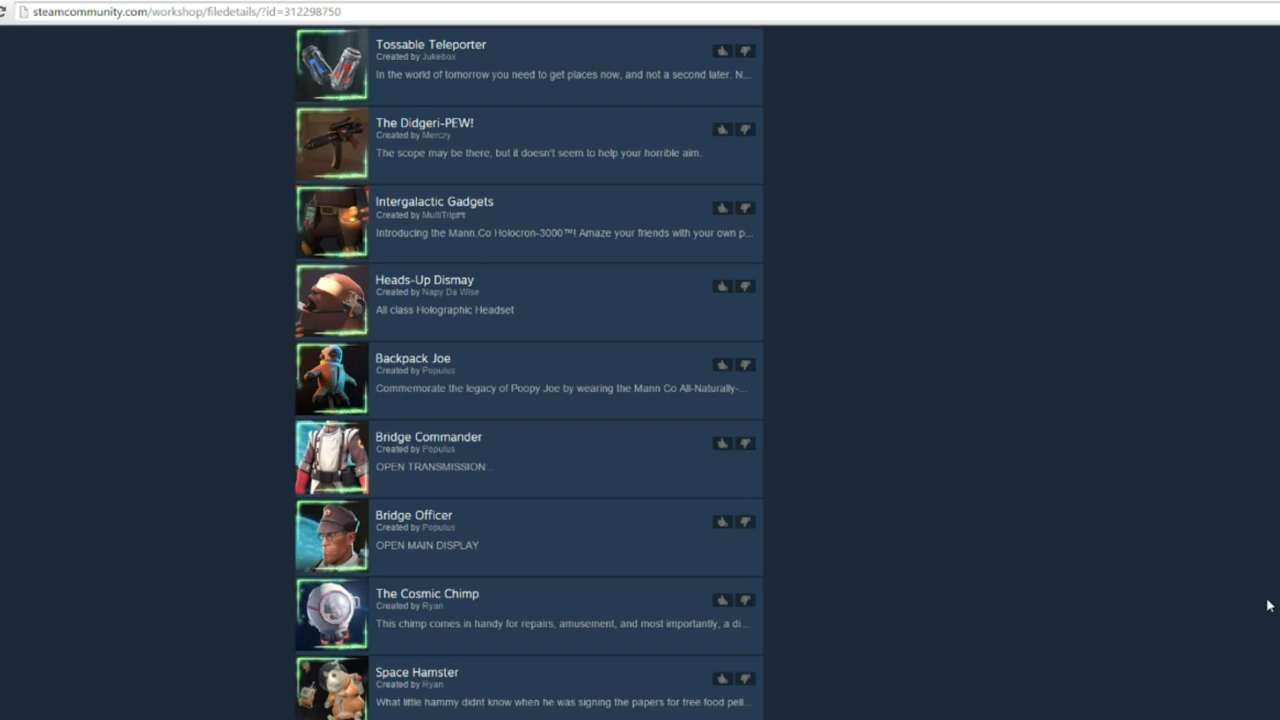 steamcommunity.com/workshop/filedetails/?id=312298750
Tossable Teleporter
Created by Jukebox
In the world of tomorrow you need to get places now, and not a second later. N...
The Didgeri-PEW!
Created by Merczy
The scope may be there, but it doesn't seem to help your horrible aim.
Intergalactic Gadgets
Created by
Introducing the Mann.Co Holocron-3000™! Amaze your friends with your own p...
Heads-Up Dismay
Created by Napy Da Wise
All class Holographic Headset
Backpack Joe
Created by Populus
Commemorate the legacy of Poopy Joe by wearing the Mann Co All-Naturally-...
Bridge Commander
Created by Populus
OPEN TRANSMISSION...
Bridge Officer
Created by Populus
OPEN MAIN DISPLAY
The Cosmic Chimp
Created by Ryan
This chimp comes in handy for repairs, amusement, and most importantly, a di...
Space Hamster
Created by Ryan
What little hammy didnt know when he was signing the papers for free food pell...